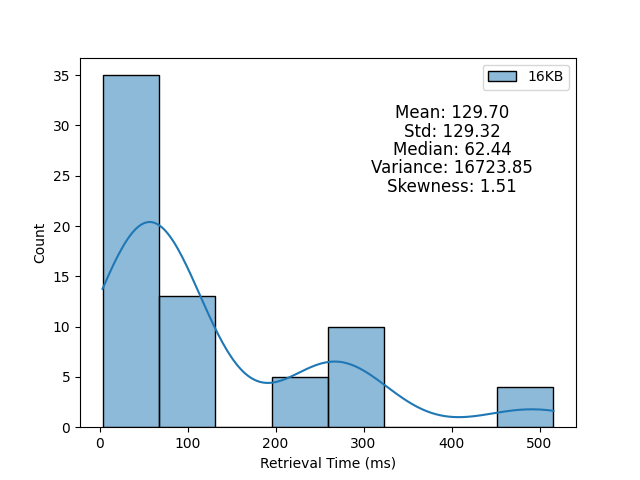 16KB
Mean: 129.70
Std: 129.32
Median: 62.44
Variance: 16723.85
Skewness: 1.51
35
30
25
20
15
10
5
0
Count
0 100 200 300 400 500
Retrieval Time (ms)